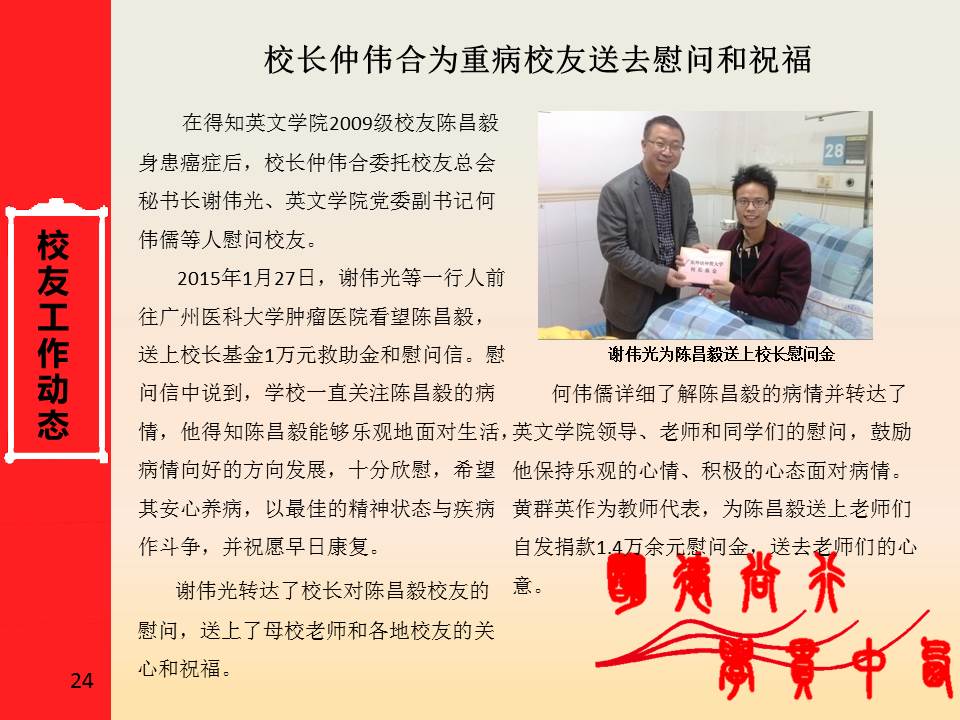 校长仲伟合为重病校友送去慰问和祝福
校友工作动态
在得知英文学院2009级校友陈昌毅
身患癌症后，校长仲伟合委托校友总会
秘书长谢伟光、英文学院党委副书记何
伟儒等人慰问校友。
2015年1月27日，谢伟光等一行人前
往广州医科大学肿瘤医院看望陈昌毅，
送上校长基金1万元救助金和慰问信。慰
问信中说到，学校一直关注陈昌毅的病
情，他得知陈昌毅能够乐观地面对生活，
病情向好的方向发展，十分欣慰，希望
其安心养病，以最佳的精神状态与疾病
作斗争，并祝愿早日康复。
谢伟光转达了校长对陈昌毅校友的
慰问，送上了母校老师和各地校友的关
心和祝福。
28
谢伟光为陈昌毅送上校长慰问金
何伟儒详细了解陈昌毅的病情并转达了
英文学院领导、老师和同学们的慰问，鼓励
他保持乐观的心情、积极的心态面对病情。
黄群英作为教师代表，为陈昌毅送上老师们
自发捐款1.4万余元慰问金，送去老师们的心
意。
明德尚行
學貫中西
24